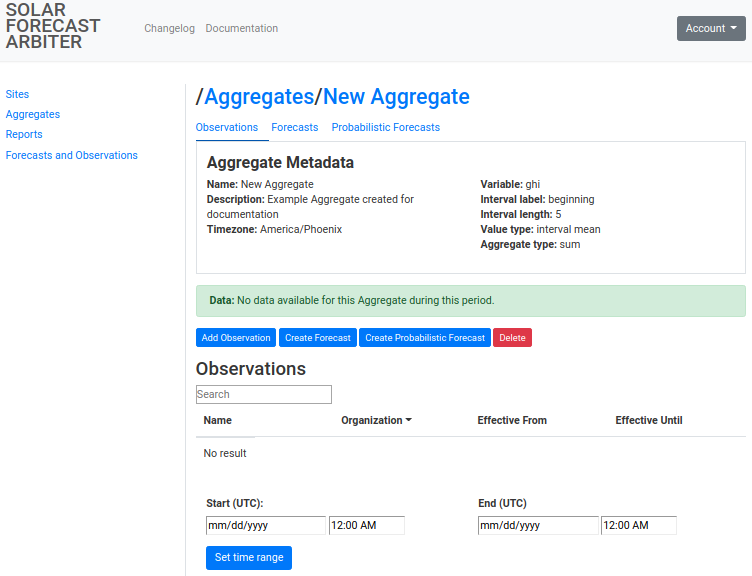 SOLAR
FORECAST
ARBITER
Changelog Documentation
Account
Sites
Aggregates
Reports
Forecasts and Observations
/Aggregates/New Aggregate
Observations Forecasts Probabilistic Forecasts
Aggregate Metadata
Name: New Aggregate
Description: Example Aggregate created for
documentation
Timezone: America/Phoenix
Variable: ghi
Interval label: beginning
Interval length: 5
Value type: interval mean
Aggregate type: sum
Data: No data available for this Aggregate during this period.
Add Observation Create Forecast Create Probabilistic Forecast Delete
Observations
Search
Name Organization Effective From Effective Until
No result
Start (UTC): End (UTC)
mm/dd/yyyy 12:00 AM mm/dd/yyyy 12:00 AM
Set time range